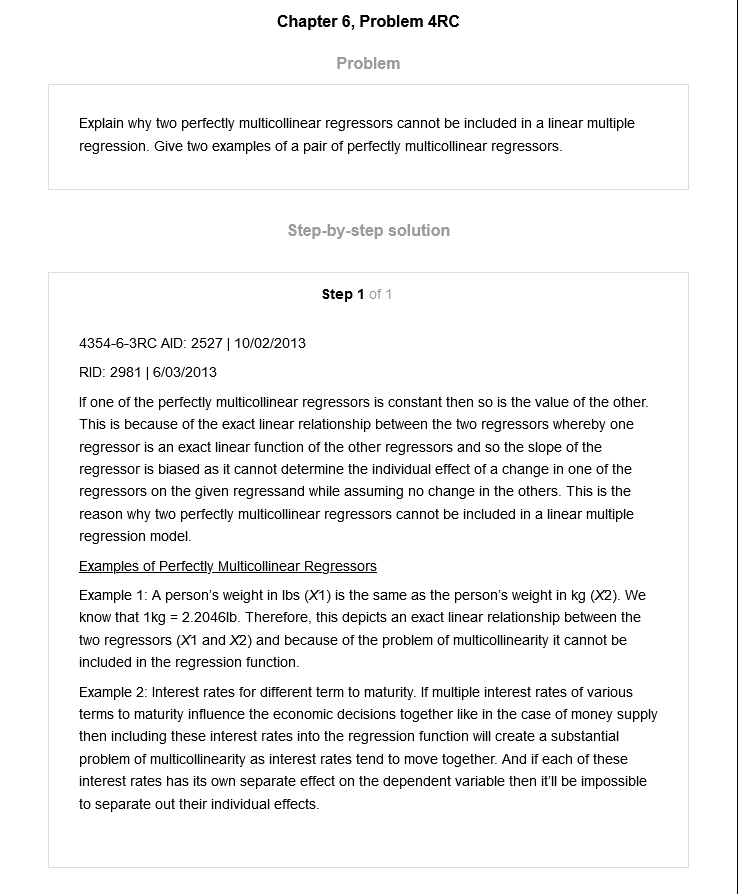 Chapter 6, Problem 4RC
Problem
Explain why two perfectly multicollinear regressors cannot be included in a linear multiple
regression. Give two examples of a pair of perfectly multicollinear regressors.
Step-by-step solution
Step 1 of 1
4354-6-3RC AID: 2527 | 10/02/2013
RID: 2981 | 6/03/2013
If one of the perfectly multicollinear regressors is constant then so is the value of the other.
This is because of the exact linear relationship between the two regressors whereby one
regressor is an exact linear function of the other regressors and so the slope of the
regressor is biased as it cannot determine the individual effect of a change in one of the
regressors on the given regressand while assuming no change in the others. This is the
reason why two perfectly multicollinear regressors cannot be included in a linear multiple
regression model.
Examples of Perfectly Multicollinear Regressors
Example 1: A person's weight in lbs (X1) is the same as the person's weight in kg (X2). We
know that 1kg = 2.2046lb. Therefore, this depicts an exact linear relationship between the
two regressors (X1 and X2) and because of the problem of multicollinearity it cannot be
included in the regression function.
Example 2: Interest rates for different term to maturity. If multiple interest rates of various
terms to maturity influence the economic decisions together like in the case of money supply
then including these interest rates into the regression function will create a substantial
problem of multicollinearity as interest rates tend to move together. And if each of these
interest rates has its own separate effect on the dependent variable then it'll be impossible
to separate out their individual effects.